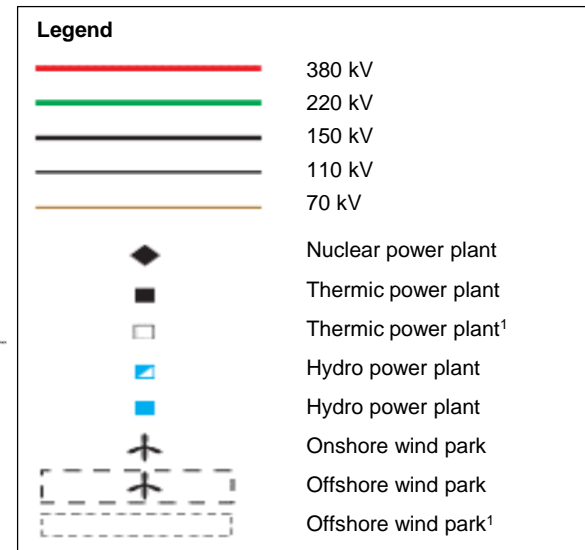 Legend
380 kV
220 kV
150 kV
110 kV
70 kV
Nuclear power plant
Thermic power plant
Thermic power plant¹
Hydro power plant
Hydro power plant
Onshore wind park
Offshore wind park
Offshore wind park¹